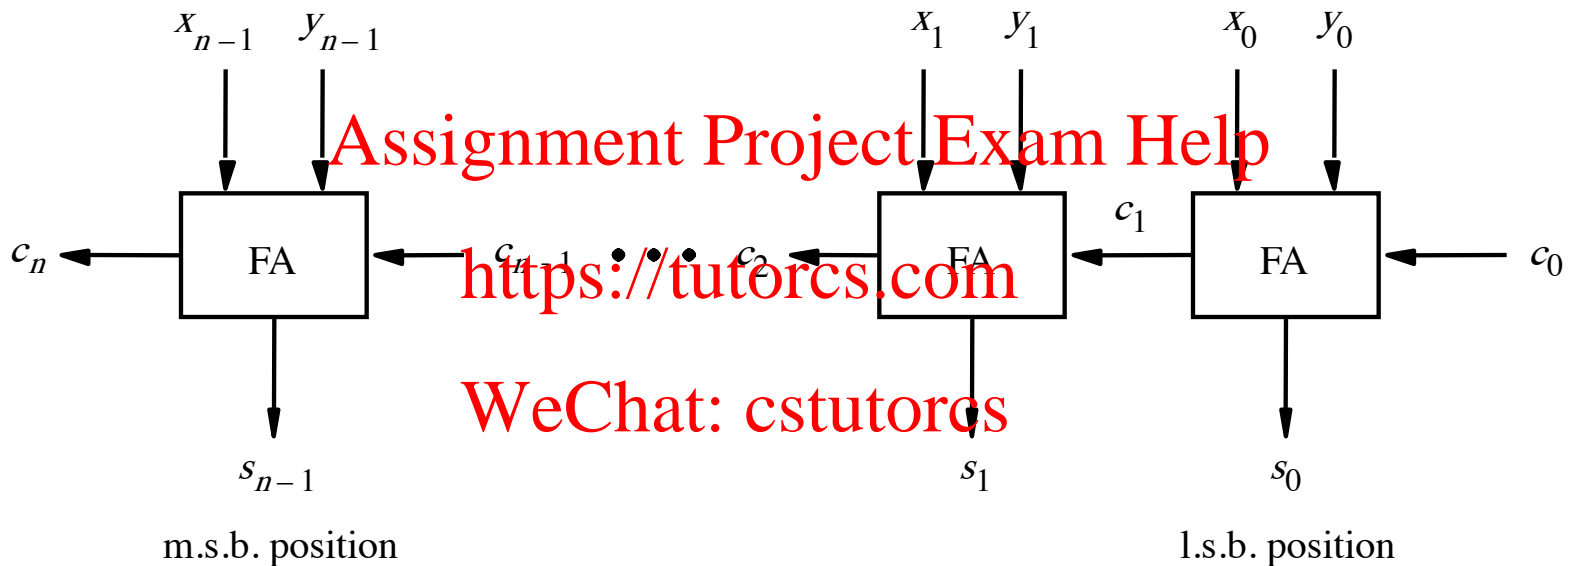 x_{n-1} y_{n-1} x_1 y_1 x_0 y_0
Assignment Project Exam Help
c_1
c_n FA c_{n-1} • • • c_2 FA FA c_0
https://tutorcs.com
WeChat: cstutorcs
s_{n-1} s_1 s_0
m.s.b. position l.s.b. position